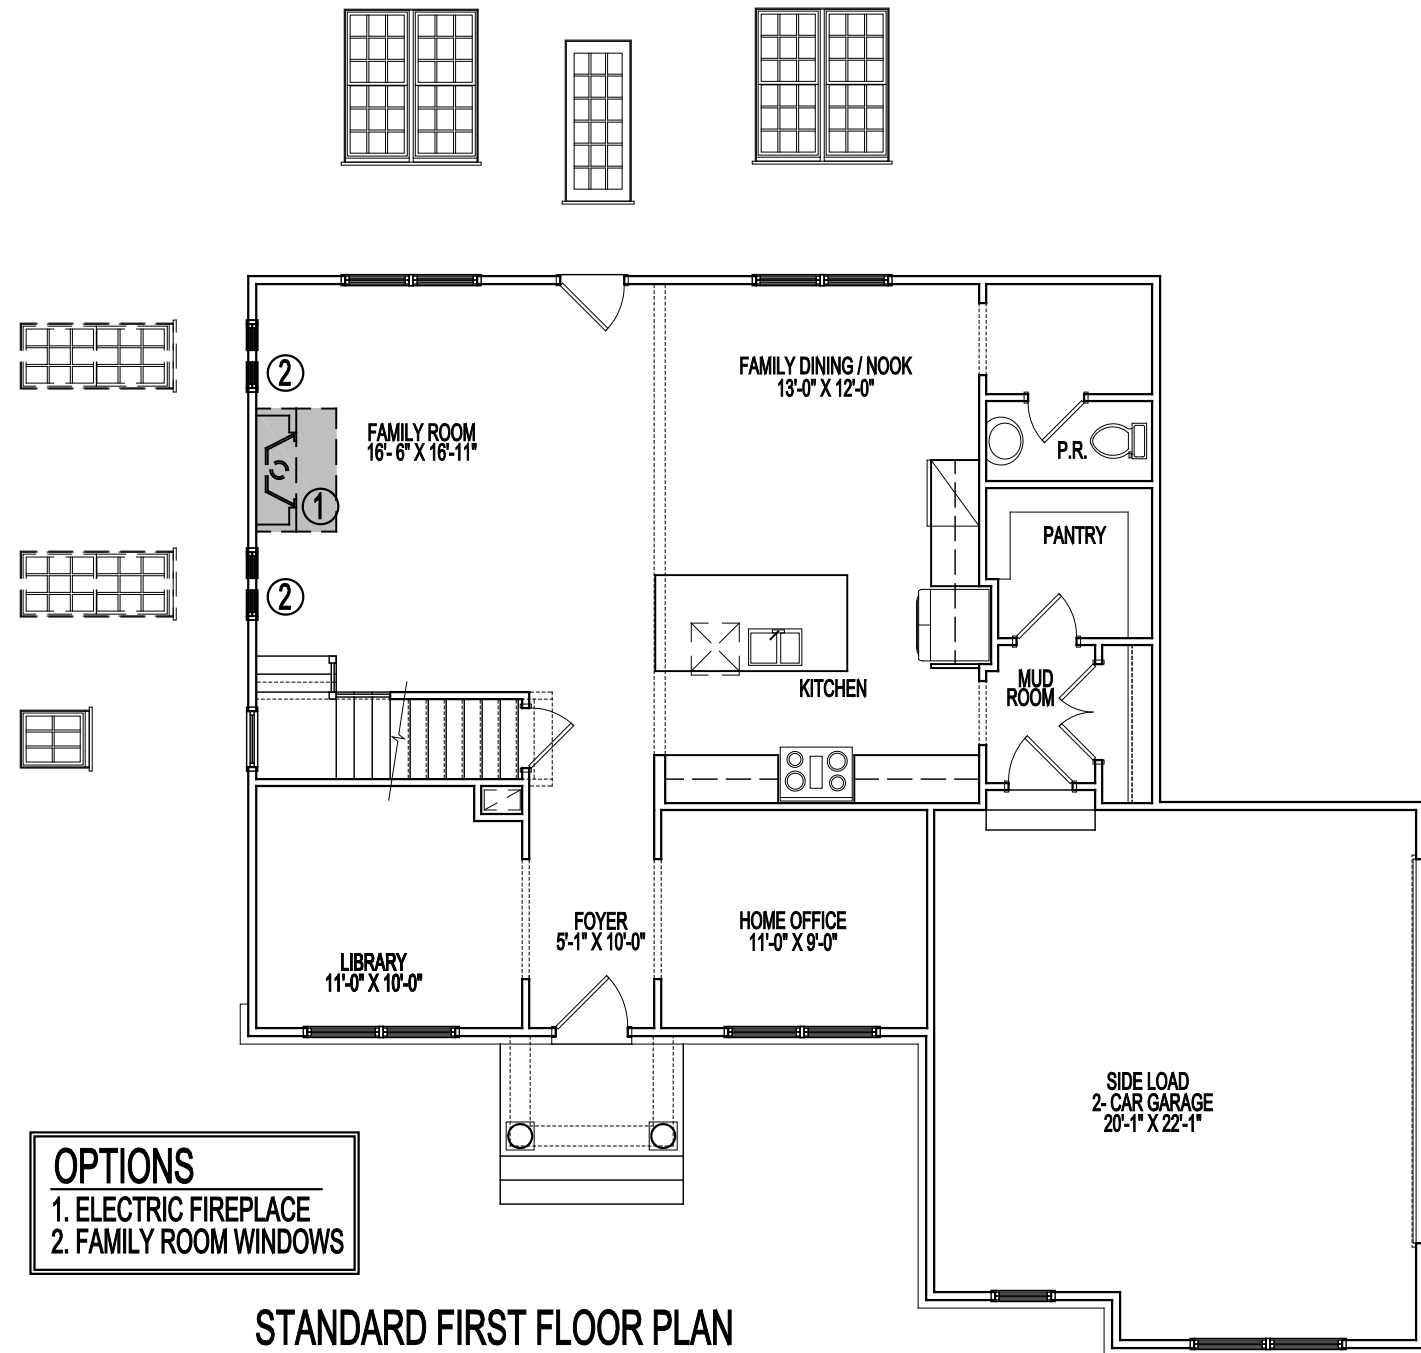 2
FAMILY DINING / NOOK
13'-0" X 12'-0"
FAMILY ROOM
16'- 6" X 16'-11"
P.R.
1
PANTRY
2
KITCHEN
MUD
ROOM
FOYER
5'-1" X 10'-0"
HOME OFFICE
11'-0" X 9'-0"
LIBRARY
11'-0" X 10'-0"
SIDE LOAD
2- CAR GARAGE
20'-1" X 22'-1"
OPTIONS
1. ELECTRIC FIREPLACE
2. FAMILY ROOM WINDOWS
STANDARD FIRST FLOOR PLAN